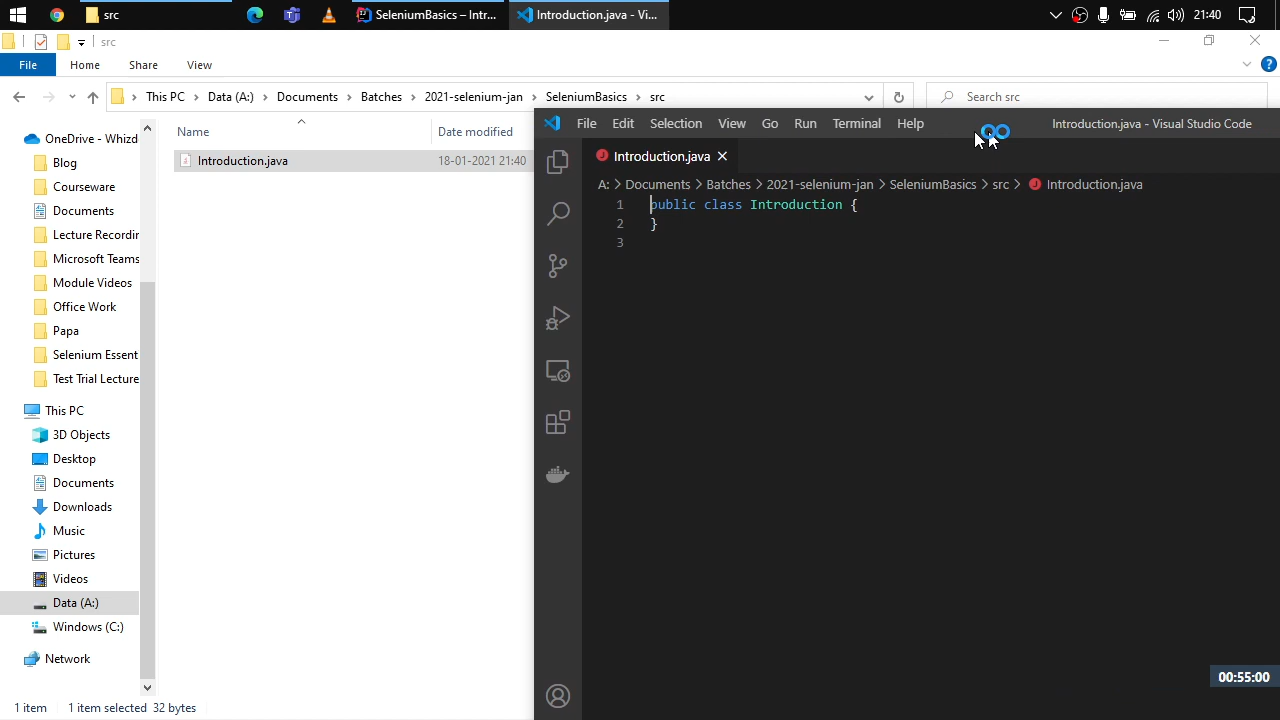 src
SeleniumBasics – Intr...
Introduction.java - Vi...
21:40
src
File
Home
Share
View
This PC
Data (A:)
Documents
Batches
2021-selenium-jan
SeleniumBasics
src
Search src
Name
Date modified
Introduction.java
18-01-2021 21:40
OneDrive - Whizd
Blog
Courseware
Documents
Lecture Recordir
Microsoft Teams
Module Videos
Office Work
Papa
Selenium Essent
Test Trial Lecture
This PC
3D Objects
Desktop
Documents
Downloads
Music
Pictures
Videos
Data (A:)
Windows (C:)
Network
1 item
1 item selected 32 bytes
File Edit Selection View Go Run Terminal Help
Introduction.java - Visual Studio Code
Introduction.java
A: > Documents > Batches > 2021-selenium-jan > SeleniumBasics > src > Introduction.java
1 public class Introduction {
2 }
3
00:55:00